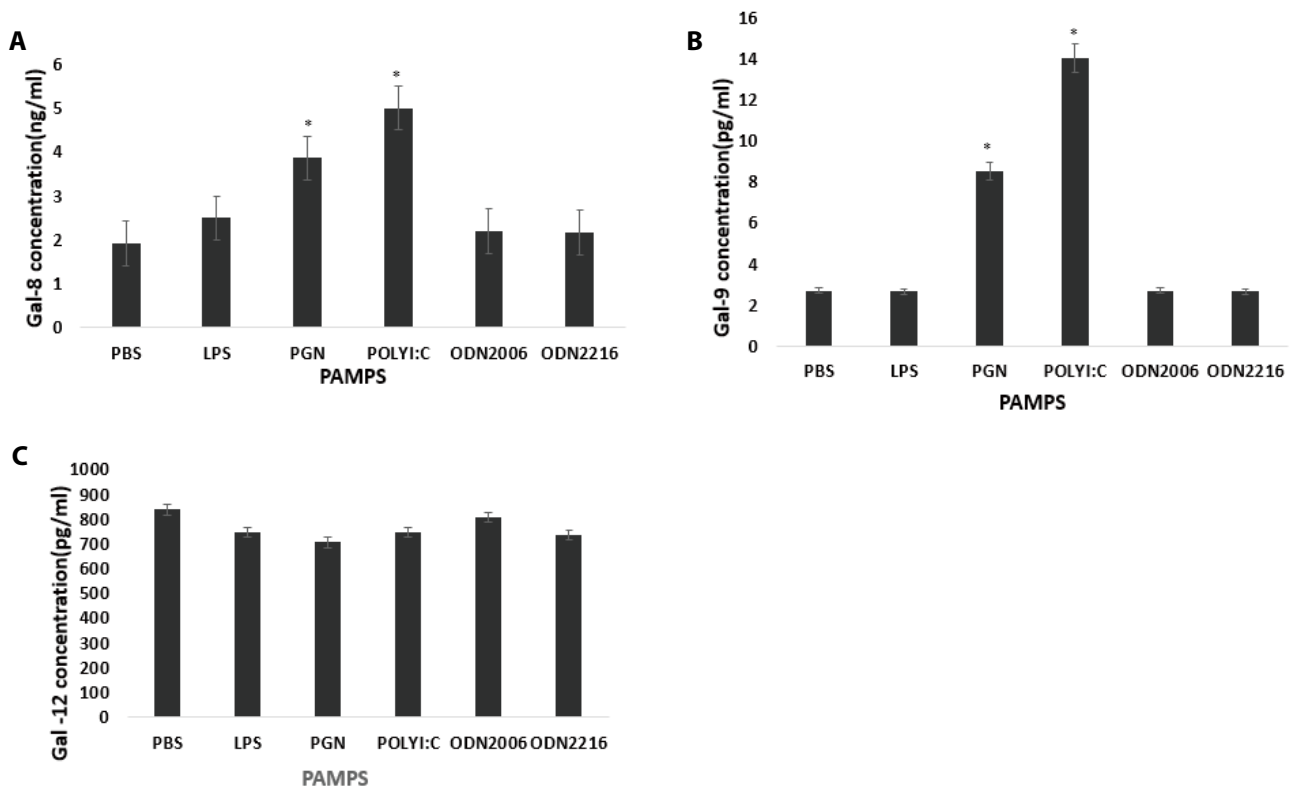 A
Gal-8 concentration(ng/ml)
6
5
4
3
2
1
0
*
*
PBS LPS PGN POLYI:C ODN2006 ODN2216
PAMPS
B
Gal-9 concentration(pg/ml)
16
14
12
10
8
6
4
2
0
*
*
PBS LPS PGN POLYI:C ODN2006 ODN2216
PAMPS
C
Gal -12 concentration(pg/ml)
1000
900
800
700
600
500
400
300
200
100
0
PBS LPS PGN POLYI:C ODN2006 ODN2216
PAMPS